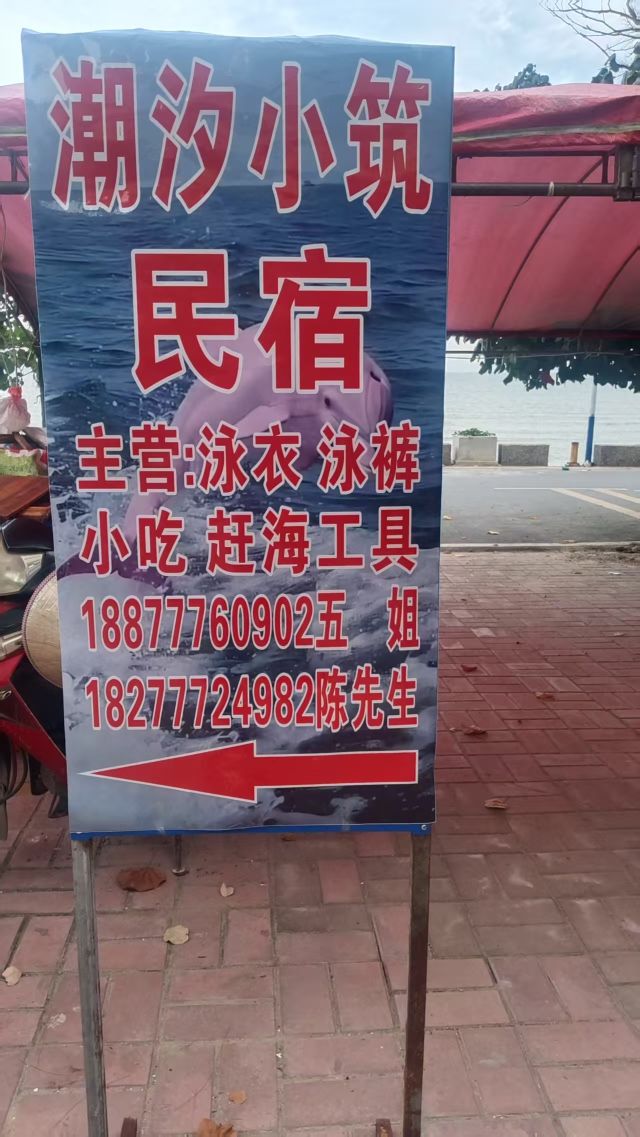 潮汐小筑
民宿
主营:泳衣 泳裤
小吃 赶海工具
18877760902五 姐
18277724982陈先生